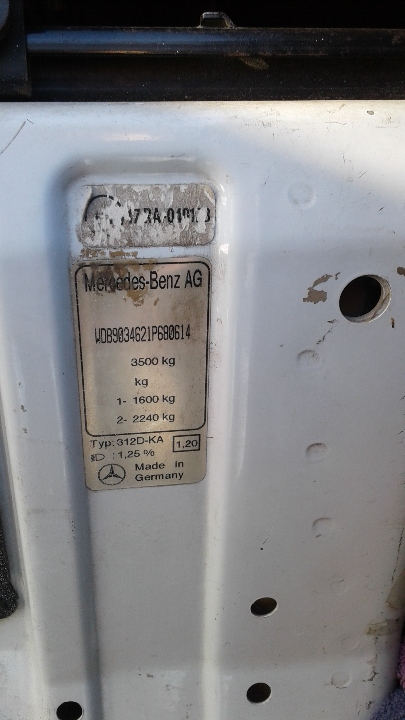 Mercedes-Benz AG
WDB9034621P680614
3500 kg
kg
1- 1600 kg
2- 2240 kg
Typ: 312D-KA 1,20
: 1,25 %
Made in
Germany